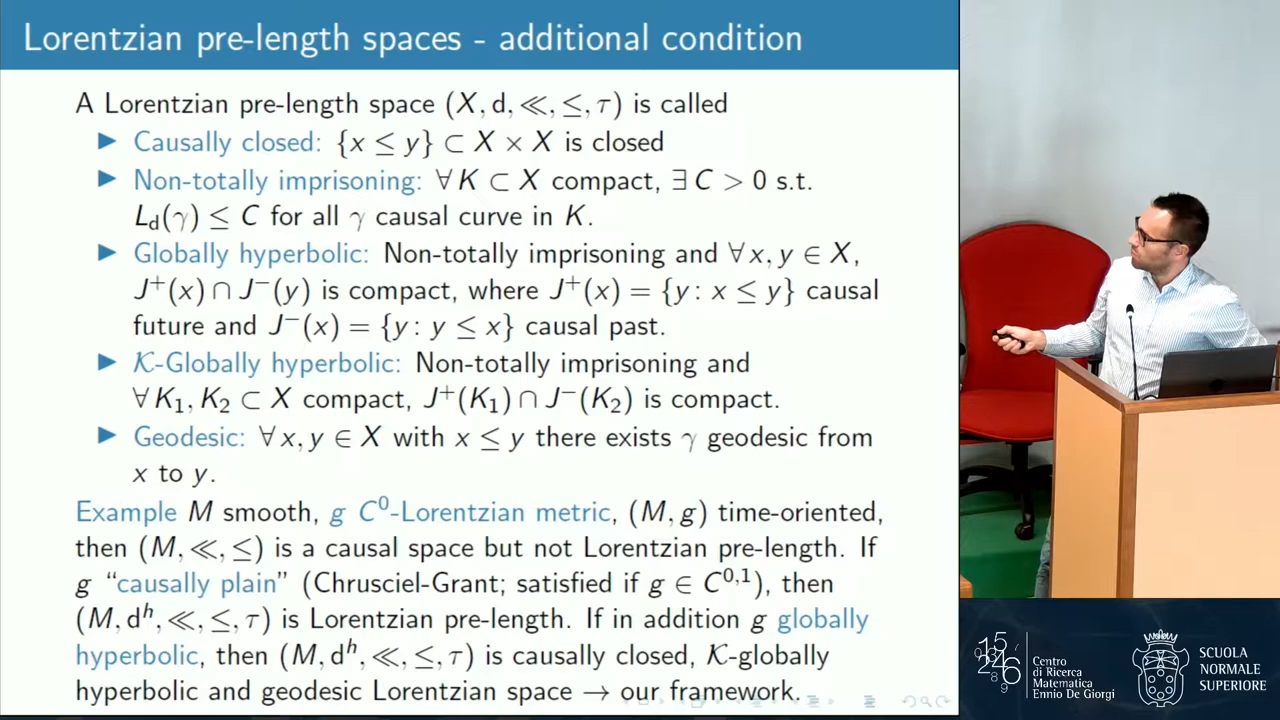 Lorentzian pre-length spaces - additional condition
A Lorentzian pre-length space (X, d, ≪, ≤, τ) is called
▶ Causally closed: {x ≤ y} ⊂ X × X is closed
▶ Non-totally imprisoning: ∀ K ⊂ X compact, ∃ C > 0 s.t.
L_d(γ) ≤ C for all γ causal curve in K.
▶ Globally hyperbolic: Non-totally imprisoning and ∀ x, y ∈ X,
J⁺(x) ∩ J⁻(y) is compact, where J⁺(x) = {y : x ≤ y} causal
future and J⁻(x) = {y : y ≤ x} causal past.
▶ 𝒦-Globally hyperbolic: Non-totally imprisoning and
∀ K₁, K₂ ⊂ X compact, J⁺(K₁) ∩ J⁻(K₂) is compact.
▶ Geodesic: ∀ x, y ∈ X with x ≤ y there exists γ geodesic from
x to y.
Example M smooth, g C⁰-Lorentzian metric, (M, g) time-oriented,
then (M, ≪, ≤) is a causal space but not Lorentzian pre-length. If
g “causally plain” (Chrusciel-Grant; satisfied if g ∈ C^{0,1}), then
(M, d^h, ≪, ≤, τ) is Lorentzian pre-length. If in addition g globally
hyperbolic, then (M, d^h, ≪, ≤, τ) is causally closed, 𝒦-globally
hyperbolic and geodesic Lorentzian space → our framework.
Centro
di Ricerca
Matematica
Ennio De Giorgi
SCUOLA
NORMALE
SUPERIORE